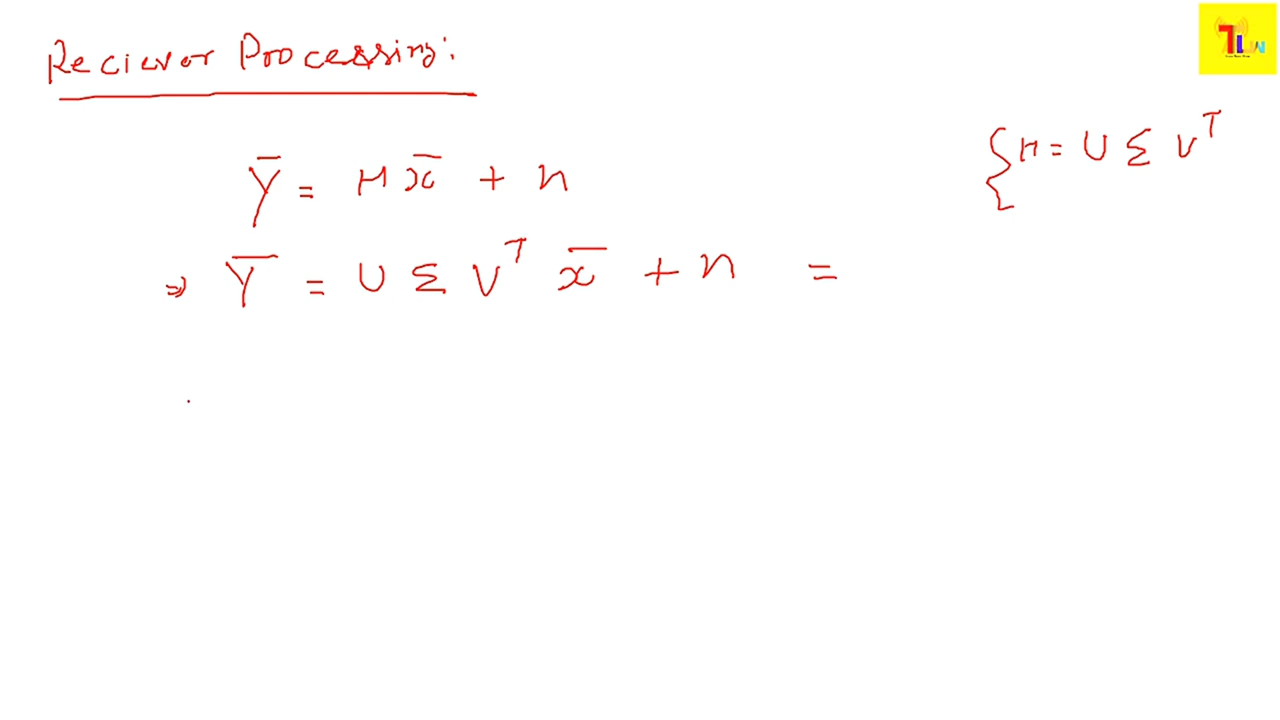 Reciever Processing:
Ȳ = H x̄ + n
{ H = U Σ V^T
⇒ Ȳ = U Σ V^T x̄ + n =